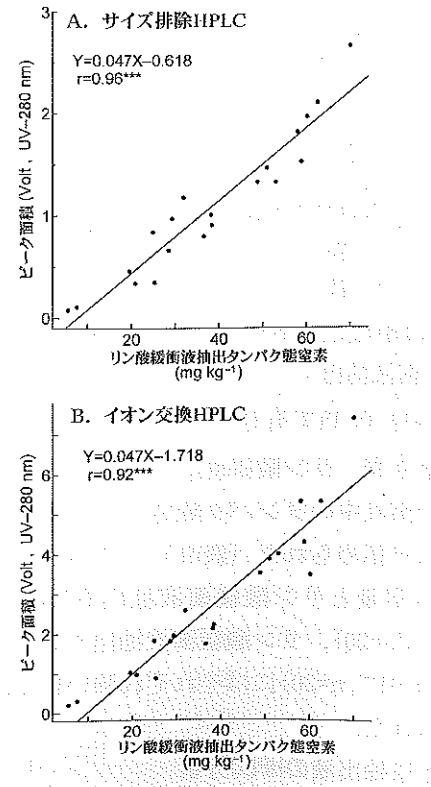 A. サイズ排除HPLC
Y=0.047X−0.618
r=0.96***
ピーク面積 (Volt , UV−280 nm)
3
2
1
0
0 20 40 60
リン酸緩衝液抽出タンパク態窒素
(mg kg⁻¹)
B. イオン交換HPLC
Y=0.047X−1.718
r=0.92***
ピーク面積 (Volt , UV−280 nm)
6
4
2
0
0 20 40 60
リン酸緩衝液抽出タンパク態窒素
(mg kg⁻¹)